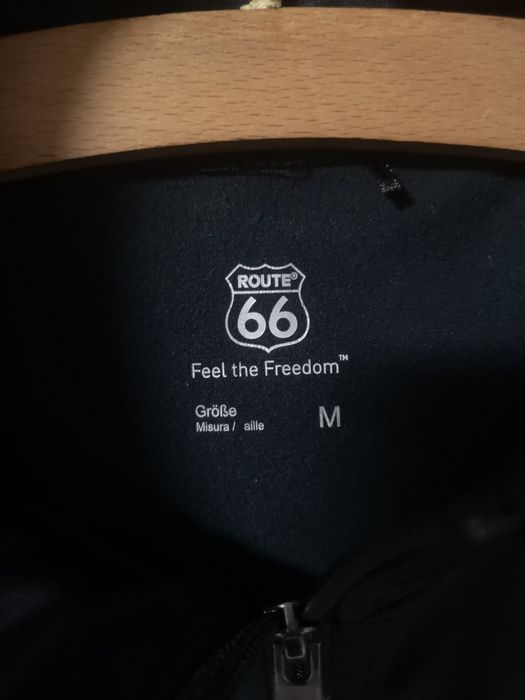 ROUTE®
66
Feel the Freedom™
Größe
Misura / aille
M